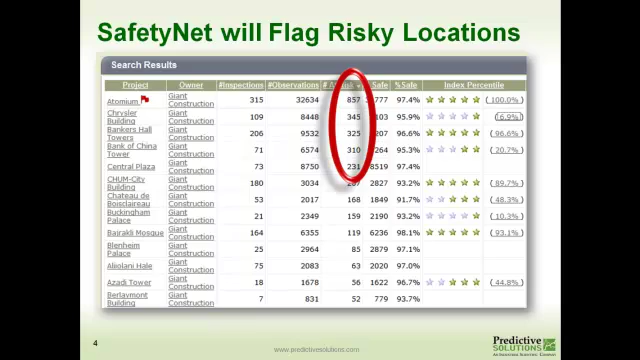 SafetyNet will Flag Risky Locations
Search Results
Project Owner #Inspections #Observations # %Safe Index Percentile
Atomium Giant Construction 315 32634 857 777 97.4% (100.0%)
Chrysler Building Giant Construction 109 8448 345 103 95.9% (6.9%)
Bankers Hall Towers Giant Construction 206 9532 325 207 96.6% (96.6%)
Bank of China Tower Giant Construction 71 6574 310 264 95.3% (20.7%)
Central Plaza Giant Construction 73 8750 231 8519 97.4%
CHUM-City Building Giant Construction 180 3034 2827 93.2% (89.7%)
Chateau de Boisclaireau Giant Construction 53 2017 168 1849 91.7% (48.3%)
Buckingham Palace Giant Construction 21 2349 159 2190 93.2% (10.3%)
Bairakli Mosque Giant Construction 164 6355 119 6236 98.1% (93.1%)
Blenheim Palace Giant Construction 25 2964 85 2879 97.1%
Aliiolani Hale Giant Construction 75 2083 63 2020 97.0%
Azadi Tower Giant Construction 18 1678 56 1622 96.7% (44.8%)
Berlaymont Building Giant Construction 7 831 52 779 93.7%
4
www.predictivesolutions.com
Predictive
SOLUTIONS